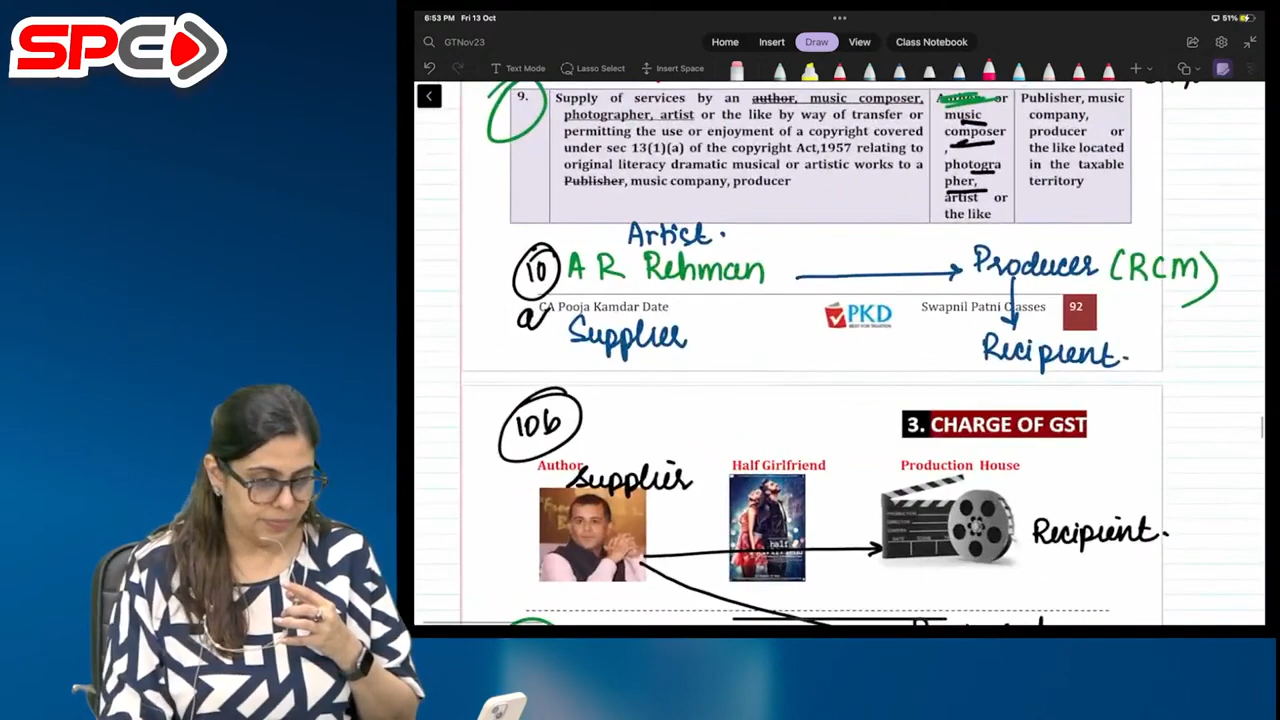 SPC
6:53 PM Fri 13 Oct
51%
GTNov23
Home Insert Draw View Class Notebook
Text Mode Lasso Select Insert Space
9.
Supply of services by an author, music composer,
photographer, artist or the like by way of transfer or
permitting the use or enjoyment of a copyright covered
under sec 13(1)(a) of the copyright Act,1957 relating to
original literacy dramatic musical or artistic works to a
Publisher, music company, producer
Author or
music
composer
,
photogra
pher,
artist or
the like
Publisher, music
company,
producer or
the like located
in the taxable
territory
Artist.
10 A R Rehman Producer (RCM)
a
CA Pooja Kamdar Date
PKD
Swapnil Patni Classes
92
Supplier
Recipient.
10b
3. CHARGE OF GST
Author
Half Girlfriend
Production House
Supplier
half
Recipient.